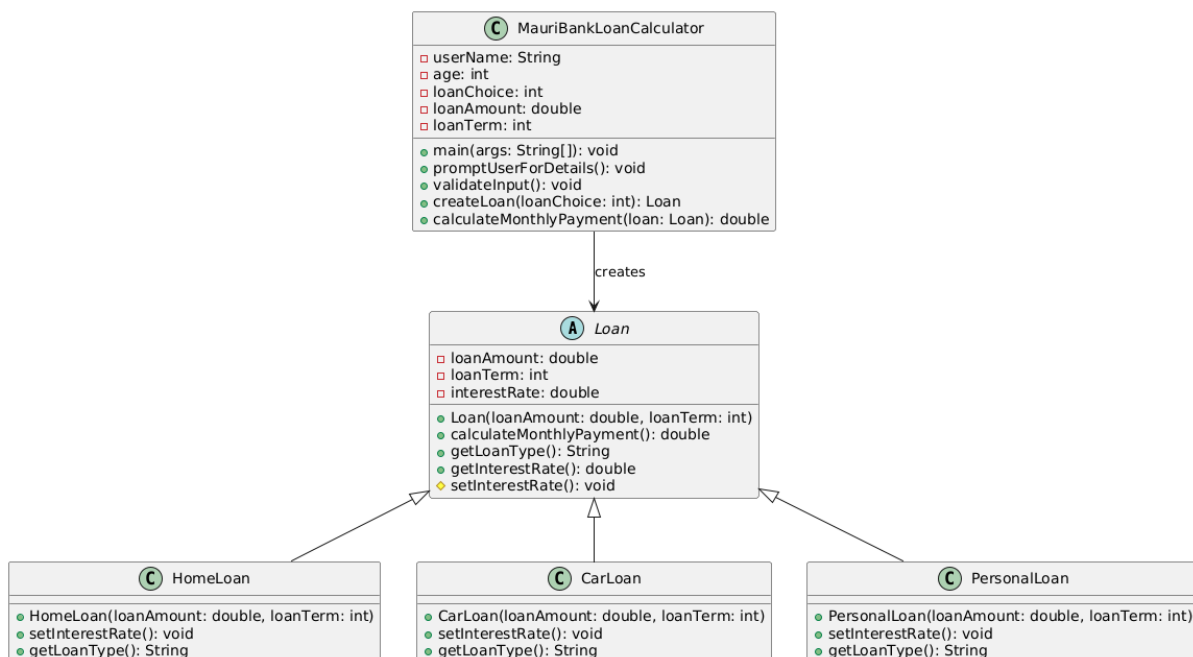 C MauriBankLoanCalculator
userName: String
age: int
loanChoice: int
loanAmount: double
loanTerm: int
main(args: String[]): void
promptUserForDetails(): void
validateInput(): void
createLoan(loanChoice: int): Loan
calculateMonthlyPayment(loan: Loan): double
creates
A Loan
loanAmount: double
loanTerm: int
interestRate: double
Loan(loanAmount: double, loanTerm: int)
calculateMonthlyPayment(): double
getLoanType(): String
getInterestRate(): double
setInterestRate(): void
C HomeLoan
HomeLoan(loanAmount: double, loanTerm: int)
setInterestRate(): void
getLoanType(): String
C CarLoan
CarLoan(loanAmount: double, loanTerm: int)
setInterestRate(): void
getLoanType(): String
C PersonalLoan
PersonalLoan(loanAmount: double, loanTerm: int)
setInterestRate(): void
getLoanType(): String